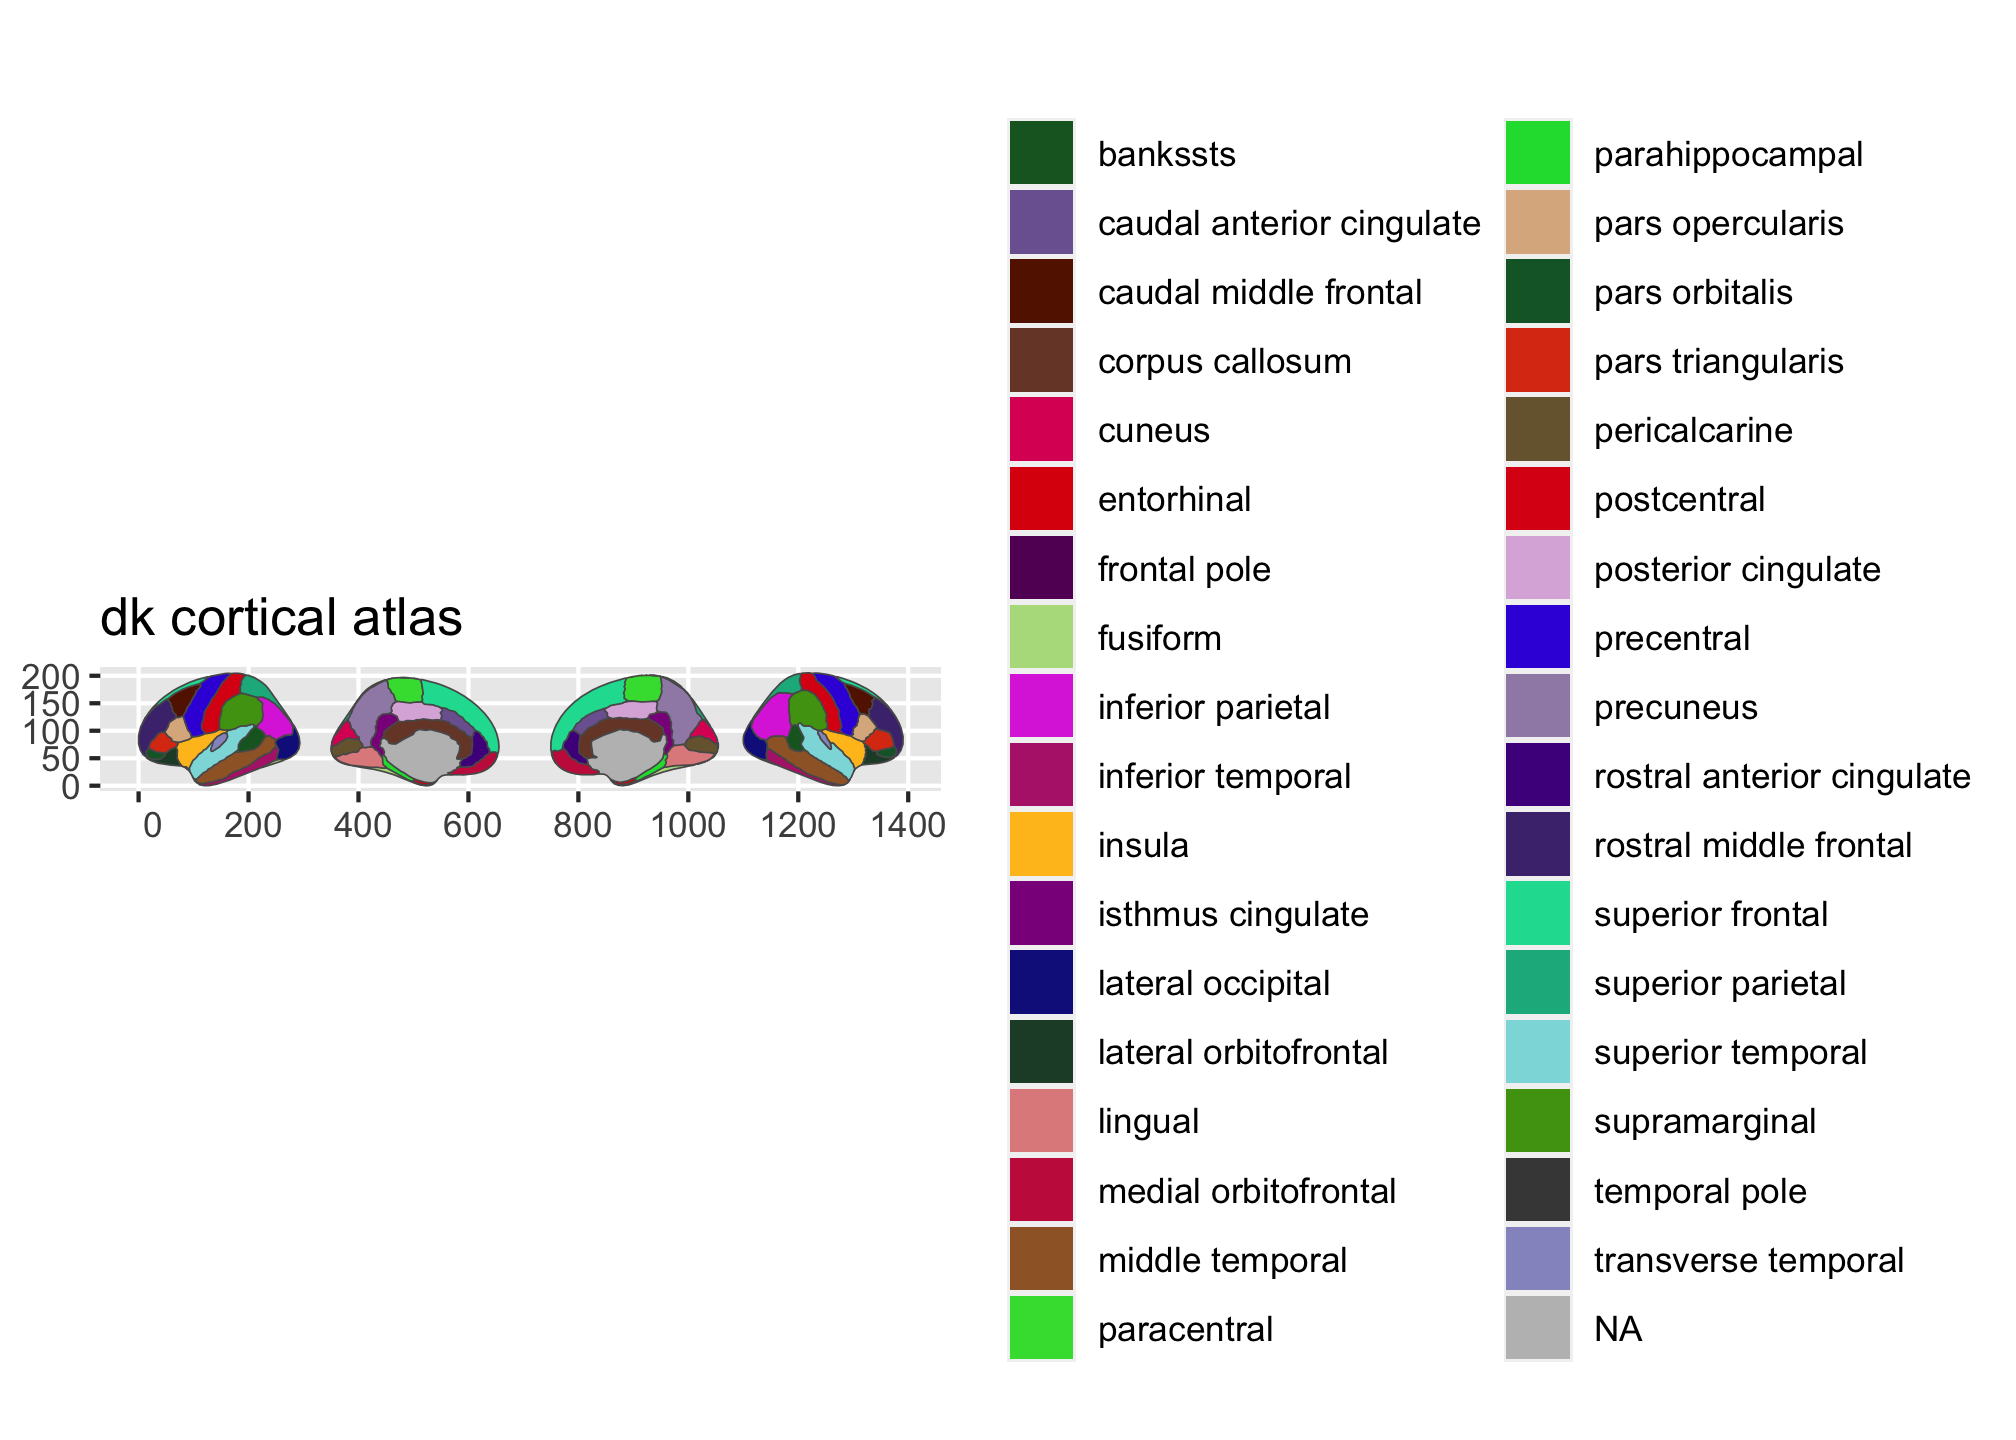 dk cortical atlas
200
150
100
50
0
0 200 400 600 800 1000 1200 1400
bankssts
caudal anterior cingulate
caudal middle frontal
corpus callosum
cuneus
entorhinal
frontal pole
fusiform
inferior parietal
inferior temporal
insula
isthmus cingulate
lateral occipital
lateral orbitofrontal
lingual
medial orbitofrontal
middle temporal
paracentral
parahippocampal
pars opercularis
pars orbitalis
pars triangularis
pericalcarine
postcentral
posterior cingulate
precentral
precuneus
rostral anterior cingulate
rostral middle frontal
superior frontal
superior parietal
superior temporal
supramarginal
temporal pole
transverse temporal
NA